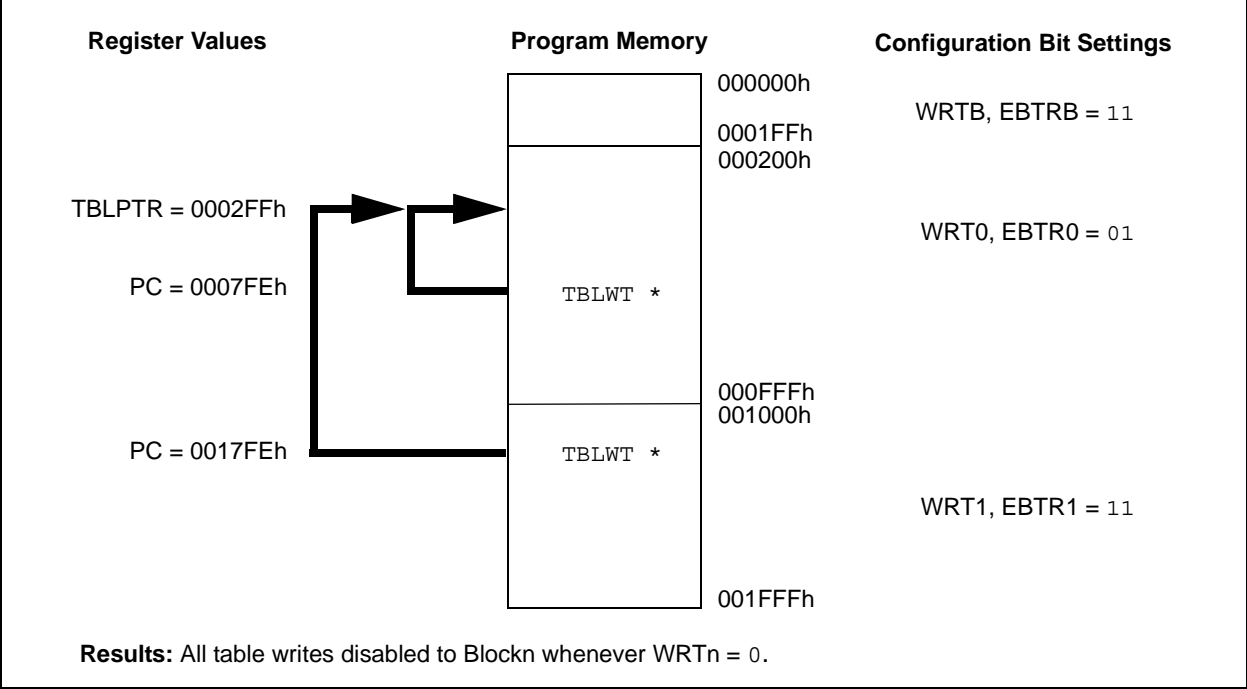 Register Values Program Memory Configuration Bit Settings
000000h
WRTB, EBTRB = 11
0001FFh
000200h
TBLPTR = 0002FFh
WRT0, EBTR0 = 01
PC = 0007FEh
TBLWT *
000FFFh
001000h
PC = 0017FEh
TBLWT *
WRT1, EBTR1 = 11
001FFFh
Results: All table writes disabled to Blockn whenever WRTn = 0.